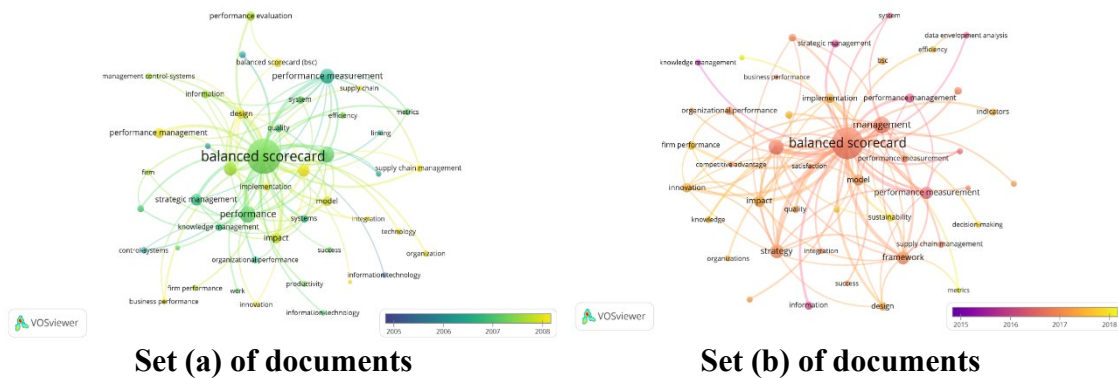 performance evaluation
balanced scorecard (bsc)
performance measurement
management control-systems
information
system
supply chain
design
efficiency
metrics
performance management
quality
linking
balanced scorecard
firm
supply chain management
implementation
strategic management
model
performance
knowledge management
systems
integration
impact
technology
control-systems
organizational performance
success
organization
information technology
firm performance
work
productivity
business performance
innovation
information-technology
VOSviewer
2005 2006 2007 2008
Set (a) of documents
system
strategic management
data envelopment analysis
efficiency
knowledge management
bsc
business performance
implementation
performance management
organizational performance
indicators
management
firm performance
balanced scorecard
competitive advantage
satisfaction
performance measurement
model
innovation
impact
performance measurement
quality
knowledge
sustainability
decision-making
strategy
integration
supply chain management
organizations
framework
success
metrics
information
design
VOSviewer
2015 2016 2017 2018
Set (b) of documents